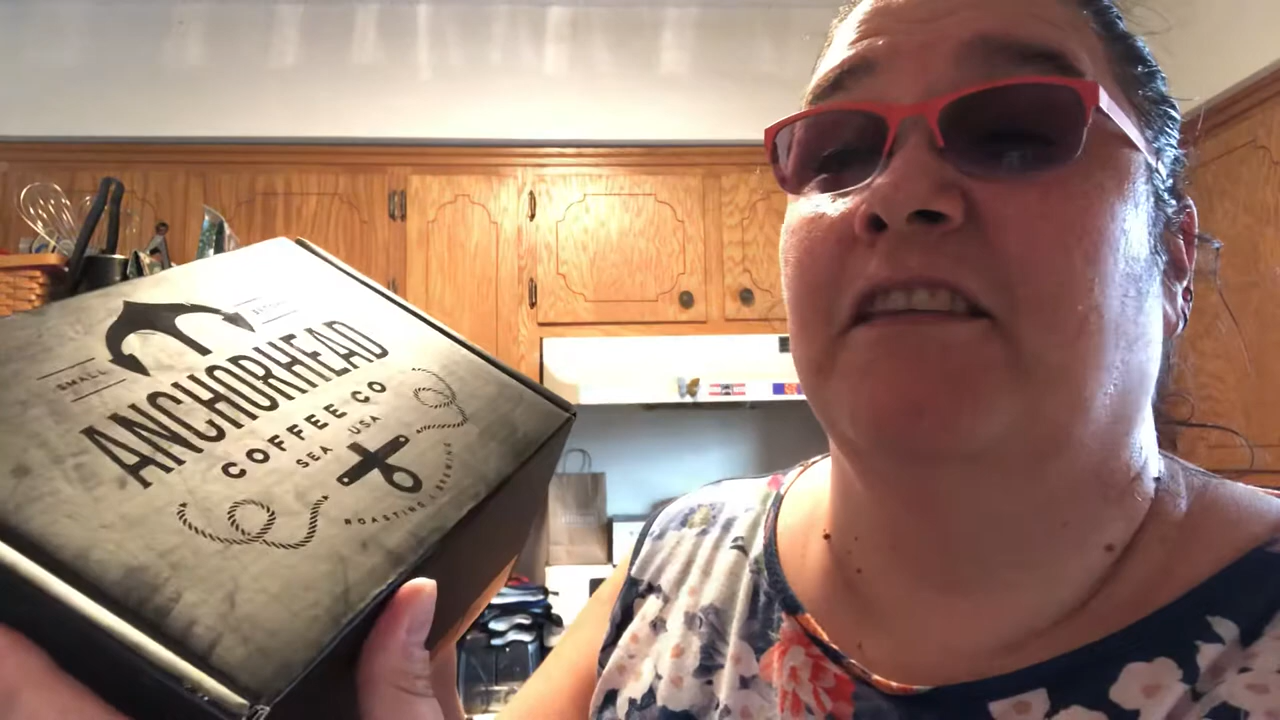 SMALL
ANCHORHEAD
COFFEE CO
SEA USA
ROASTING & BREWING